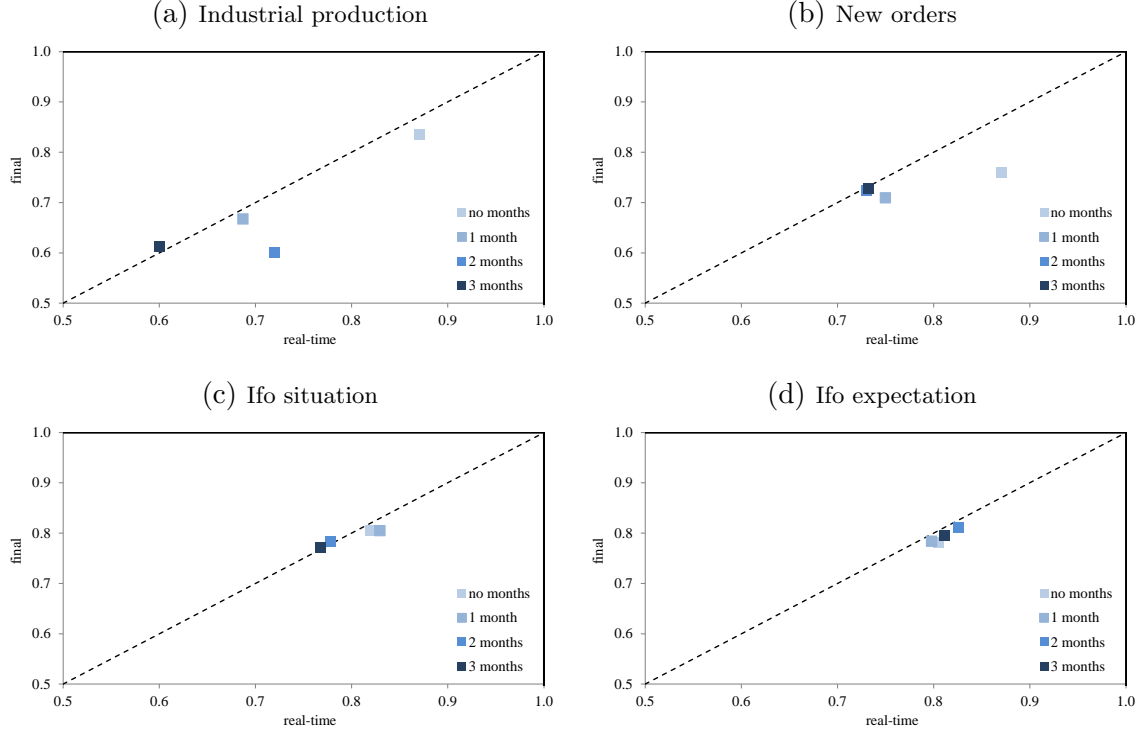 (a) Industrial production
1.0
0.9
0.8
0.7
0.6
0.5
final
0.5 0.6 0.7 0.8 0.9 1.0
real-time
no months
1 month
2 months
3 months
(b) New orders
1.0
0.9
0.8
0.7
0.6
0.5
final
0.5 0.6 0.7 0.8 0.9 1.0
real-time
no months
1 month
2 months
3 months
(c) Ifo situation
1.0
0.9
0.8
0.7
0.6
0.5
final
0.5 0.6 0.7 0.8 0.9 1.0
real-time
no months
1 month
2 months
3 months
(d) Ifo expectation
1.0
0.9
0.8
0.7
0.6
0.5
final
0.5 0.6 0.7 0.8 0.9 1.0
real-time
no months
1 month
2 months
3 months